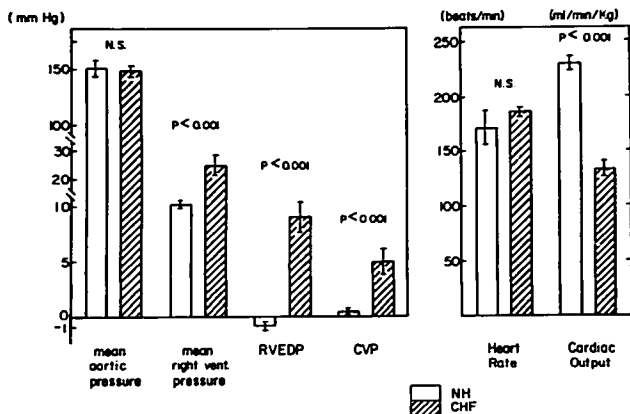 (mm Hg)
N.S.
150
100
P< 0.001
30
20
P< 0.001
10
P< 0.001
5
0
-1
mean
aortic
pressure
mean
right vent.
pressure
RVEDP
CVP
(beats/min)
(ml/min/Kg)
P< 0.001
250
N.S.
200
150
100
50
Heart
Rate
Cardiac
Output
NH
CHF